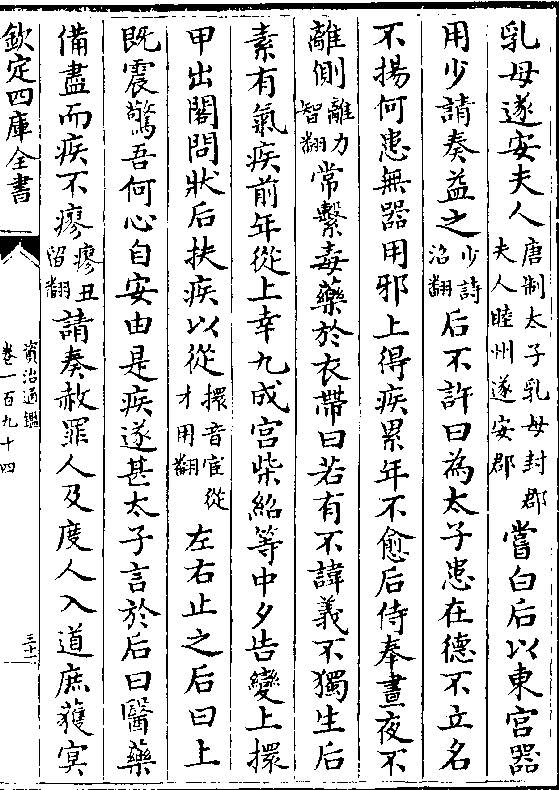 乳母遂安夫人唐制太子乳母封郡夫人睦州遂安郡嘗白后以東宮器
用少請奏益之少詩沼翻后不許曰為太子患在德不立名
不揚何患無器用邪上得疾累年不愈后侍奉晝夜不
離側離力智翻常繫毒藥於衣帶曰若有不諱義不獨生后
素有氣疾前年從上幸九成宮柴紹等中夕告變上擐
甲出閤問狀后扶疾以從擐音宦從才用翻左右止之后曰上
既震驚吾何心自安由是疾遂甚太子言於后曰醫藥
備盡而疾不瘳瘳丑留翻請奏赦罪人及度人入道庶獲冥
欽定四庫全書
資治通鑑
卷一百九十四
三十一